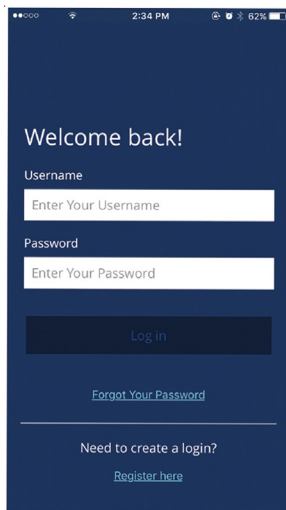 2:34 PM 62%
Welcome back!
Username
Enter Your Username
Password
Enter Your Password
Log in
Forgot Your Password
Need to create a login?
Register here